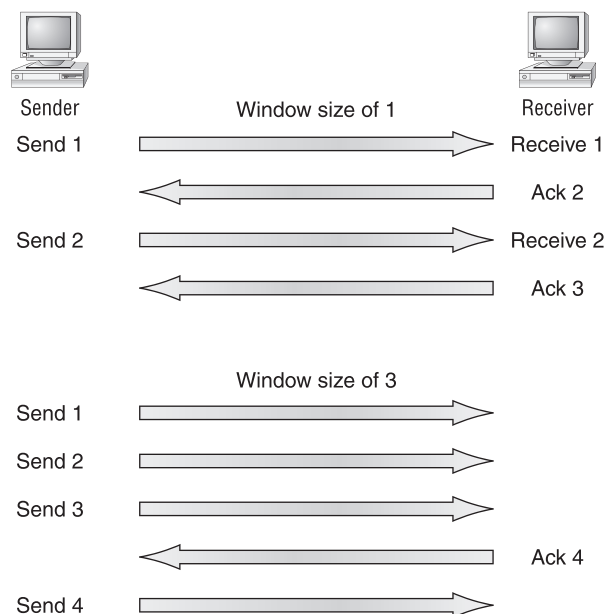 Sender Window size of 1 Receiver
Send 1 Receive 1
Ack 2
Send 2 Receive 2
Ack 3
Window size of 3
Send 1
Send 2
Send 3
Ack 4
Send 4